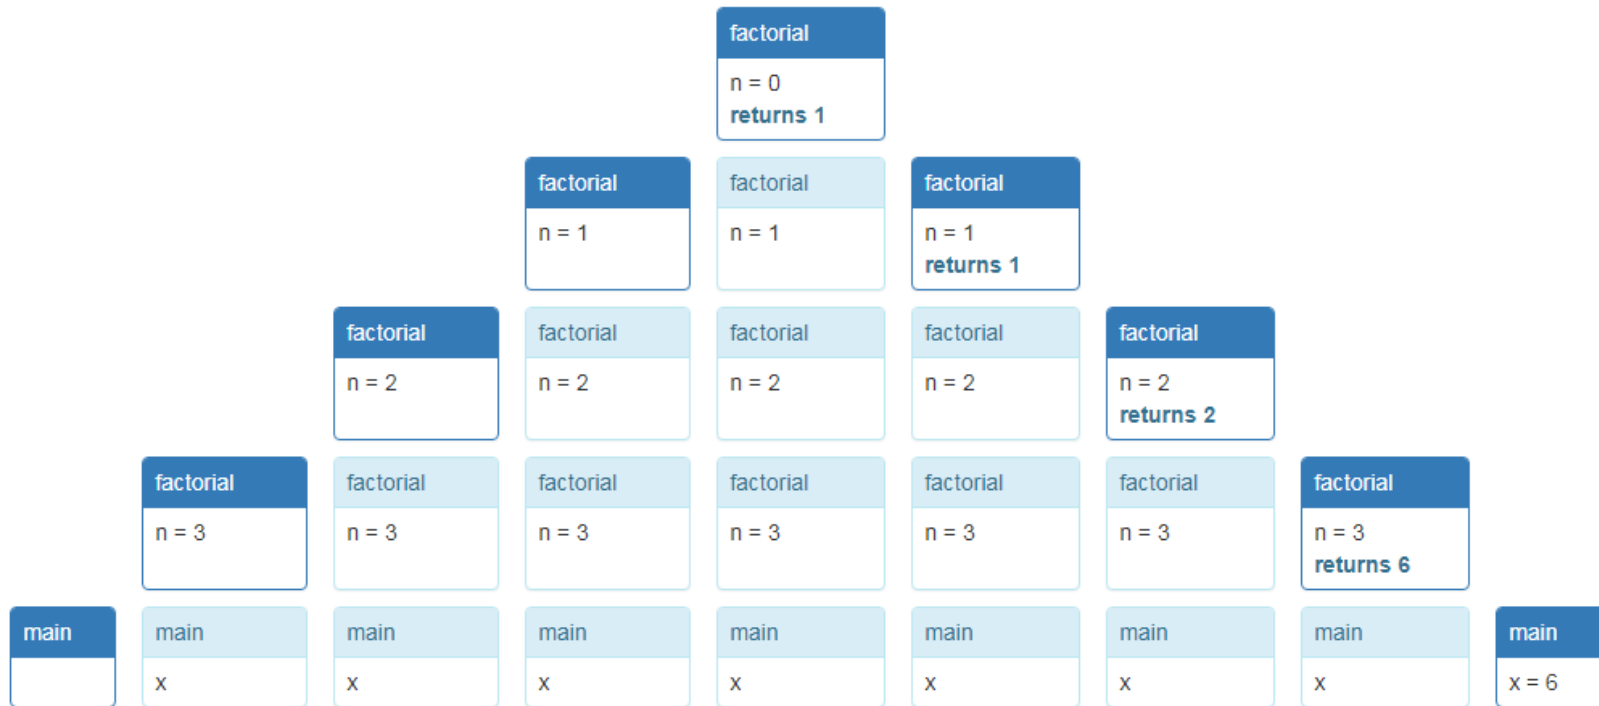 factorial
n = 0
returns 1
factorial factorial factorial
n = 1 n = 1 n = 1
returns 1
factorial factorial factorial factorial factorial
n = 2 n = 2 n = 2 n = 2 n = 2
returns 2
factorial factorial factorial factorial factorial factorial factorial
n = 3 n = 3 n = 3 n = 3 n = 3 n = 3 n = 3
returns 6
main main main main main main main main main
x x x x x x x x = 6